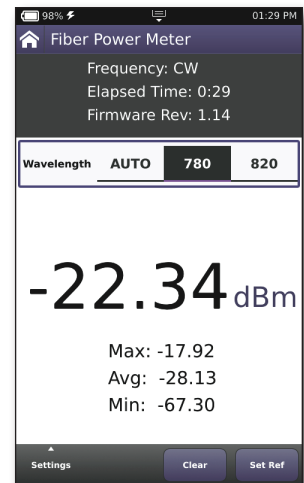 98% 01:29 PM
Fiber Power Meter
Frequency: CW
Elapsed Time: 0:29
Firmware Rev: 1.14
Wavelength AUTO 780 820
-22.34 dBm
Max: -17.92
Avg: -28.13
Min: -67.30
Settings Clear Set Ref